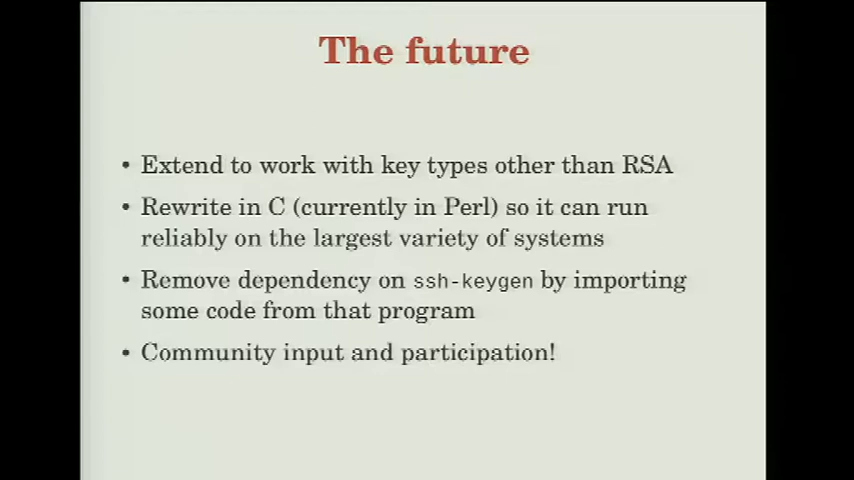 The future
• Extend to work with key types other than RSA
• Rewrite in C (currently in Perl) so it can run
reliably on the largest variety of systems
• Remove dependency on ssh-keygen by importing
some code from that program
• Community input and participation!